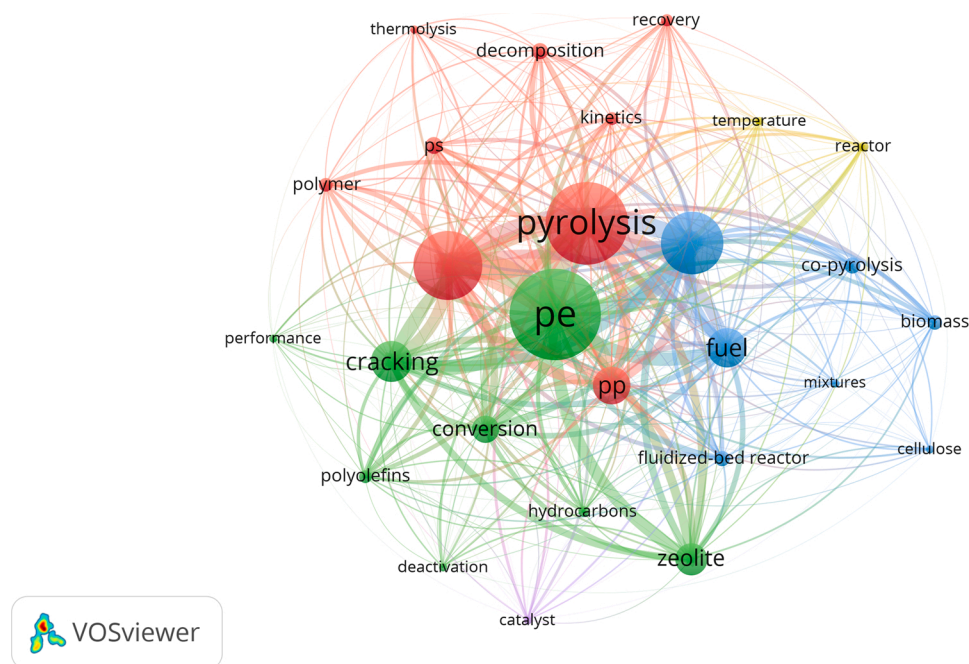 recovery
thermolysis
decomposition
kinetics
temperature
reactor
ps
polymer
pyrolysis
co-pyrolysis
pe
biomass
performance
fuel
cracking
mixtures
pp
conversion
cellulose
fluidized-bed reactor
polyolefins
hydrocarbons
zeolite
deactivation
catalyst
VOSviewer